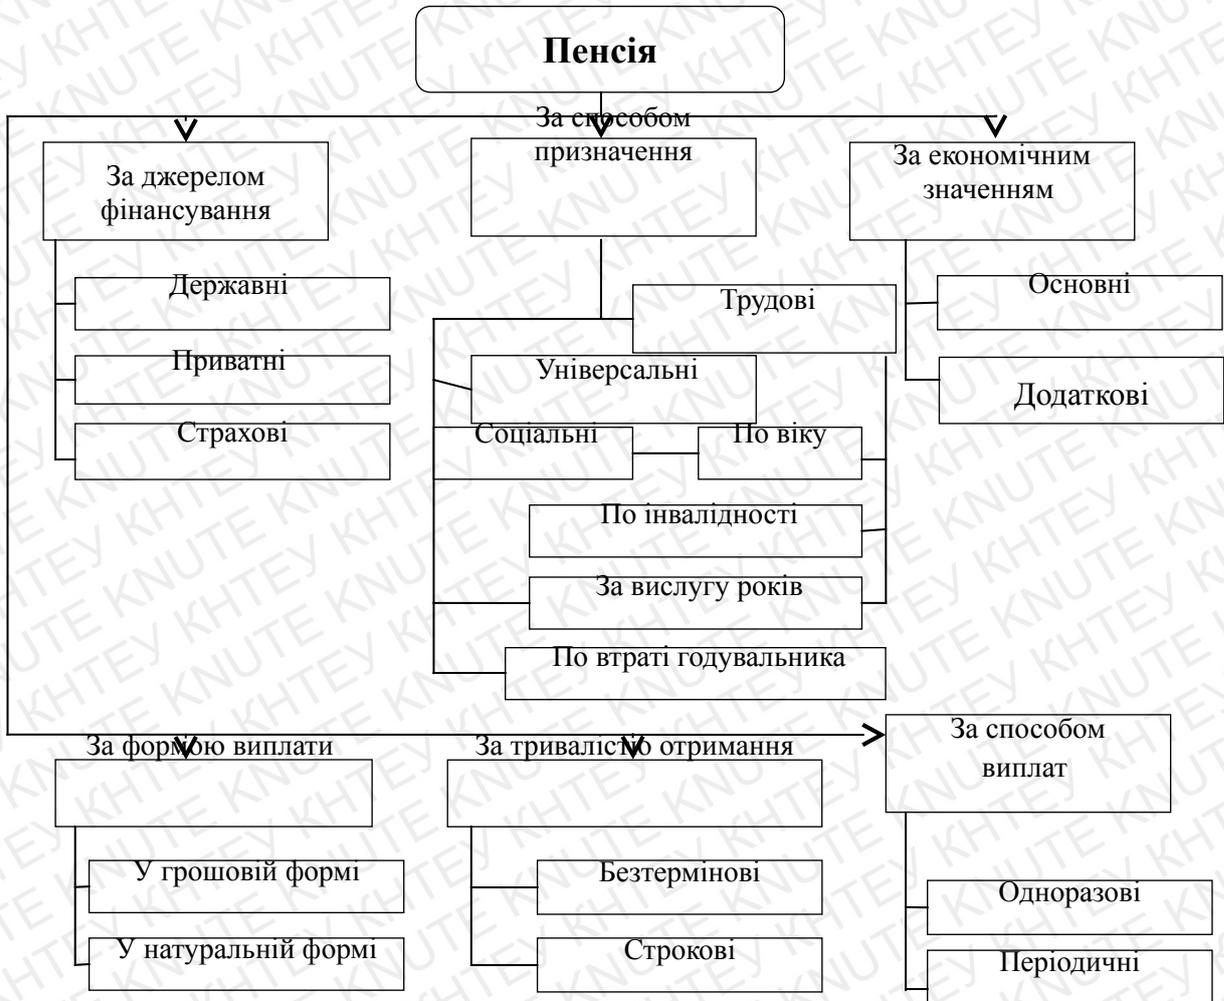 Пенсія
За способом
призначення
За джерелом
фінансування
За економічним
значенням
Державні
Приватні
Страхові
Трудові
Універсальні
Соціальні
По віку
По інвалідності
За вислугу років
По втраті годувальника
Основні
Додаткові
За формою виплати
За тривалістю отримання
За способом
виплат
У грошовій формі
У натуральній формі
Безтермінові
Строкові
Одноразові
Періодичні
KNUTE КНТЕУ